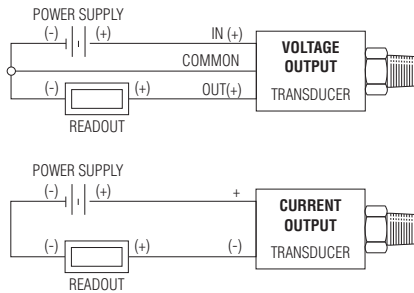 POWER SUPPLY
(-) (+) IN (+)
COMMON
(-) (+) OUT(+)
READOUT
VOLTAGE
OUTPUT
TRANSDUCER
POWER SUPPLY
(-) (+) +
(-) (+) (-)
READOUT
CURRENT
OUTPUT
TRANSDUCER